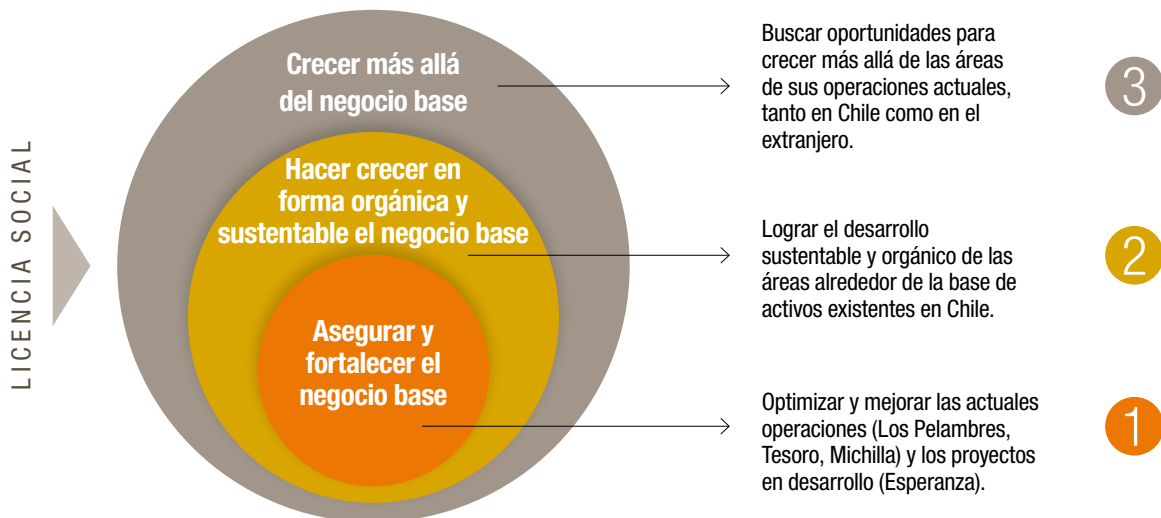 LICENCIA SOCIAL
Crecer más allá
del negocio base
Hacer crecer en
forma orgánica y
sustentable el negocio base
Asegurar y
fortalecer el
negocio base
Buscar oportunidades para
crecer más allá de las áreas
de sus operaciones actuales,
tanto en Chile como en el
extranjero.
3
Lograr el desarrollo
sustentable y orgánico de las
áreas alrededor de la base de
activos existentes en Chile.
2
Optimizar y mejorar las actuales
operaciones (Los Pelambres,
Tesoro, Michilla) y los proyectos
en desarrollo (Esperanza).
1